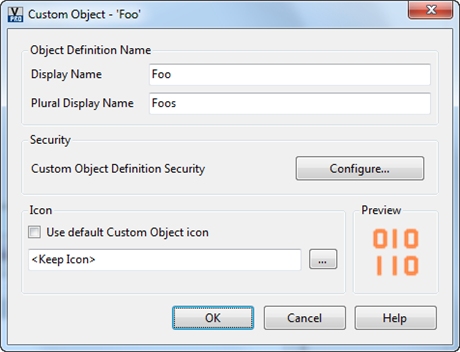 V PRO Custom Object - 'Foo'
Object Definition Name
Display Name Foo
Plural Display Name Foos
Security
Custom Object Definition Security Configure...
Icon Preview
Use default Custom Object icon
<Keep Icon> ...
010
110
OK Cancel Help